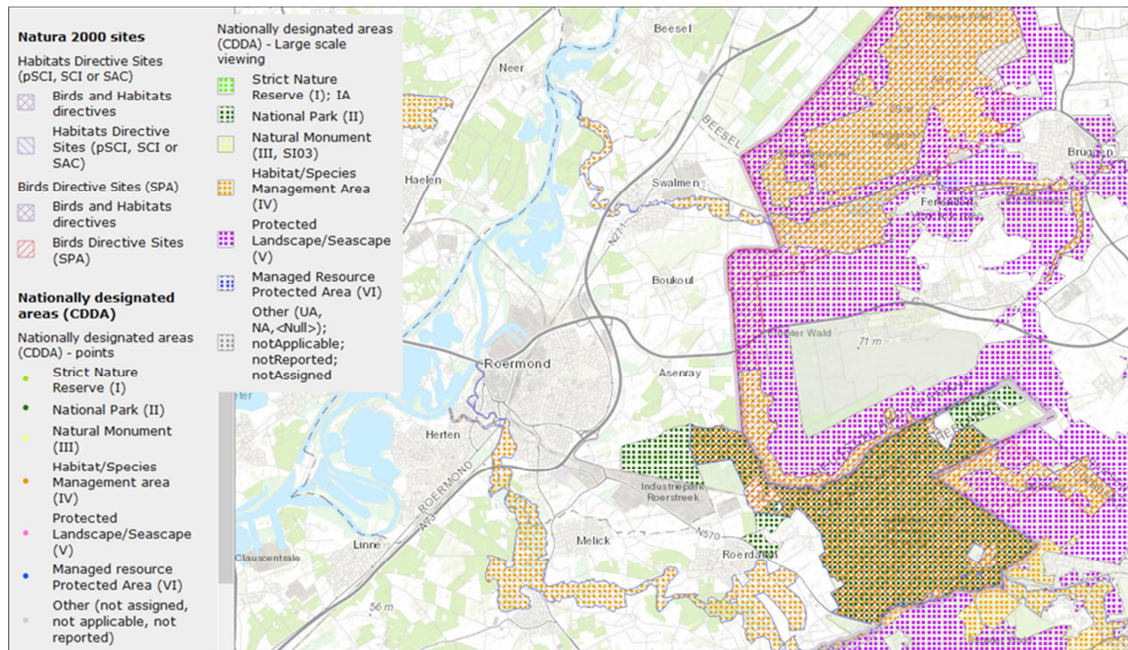 Natura 2000 sites
Habitats Directive Sites
(pSCI, SCI or SAC)
Birds and Habitats
directives
Habitats Directive
Sites (pSCI, SCI or
SAC)
Birds Directive Sites (SPA)
Birds and Habitats
directives
Birds Directive Sites
(SPA)
Nationally designated
areas (CDDA)
Nationally designated areas
(CDDA) - points
Strict Nature
Reserve (I)
National Park (II)
Natural Monument
(III)
Habitat/Species
Management area
(IV)
Protected
Landscape/Seascape
(V)
Managed resource
Protected Area (VI)
Other (not assigned,
not applicable, not
reported)
Nationally designated areas
(CDDA) - Large scale
viewing
Strict Nature
Reserve (I); IA
National Park (II)
Natural Monument
(III, SI03)
Habitat/Species
Management Area
(IV)
Protected
Landscape/Seascape
(V)
Managed Resource
Protected Area (VI)
Other (UA,
NA,<Null>);
notApplicable;
notReported;
notAssigned
Beesel
Neer
BEESEL
Haelen
Swalmen
N271
Boukoul
Wald
71 m
Roermond
Asenray
Herten
ROERMOND
A73
Industriepark
Roerstreek
Linne
Clauscentrale
Melick
N570
56 m